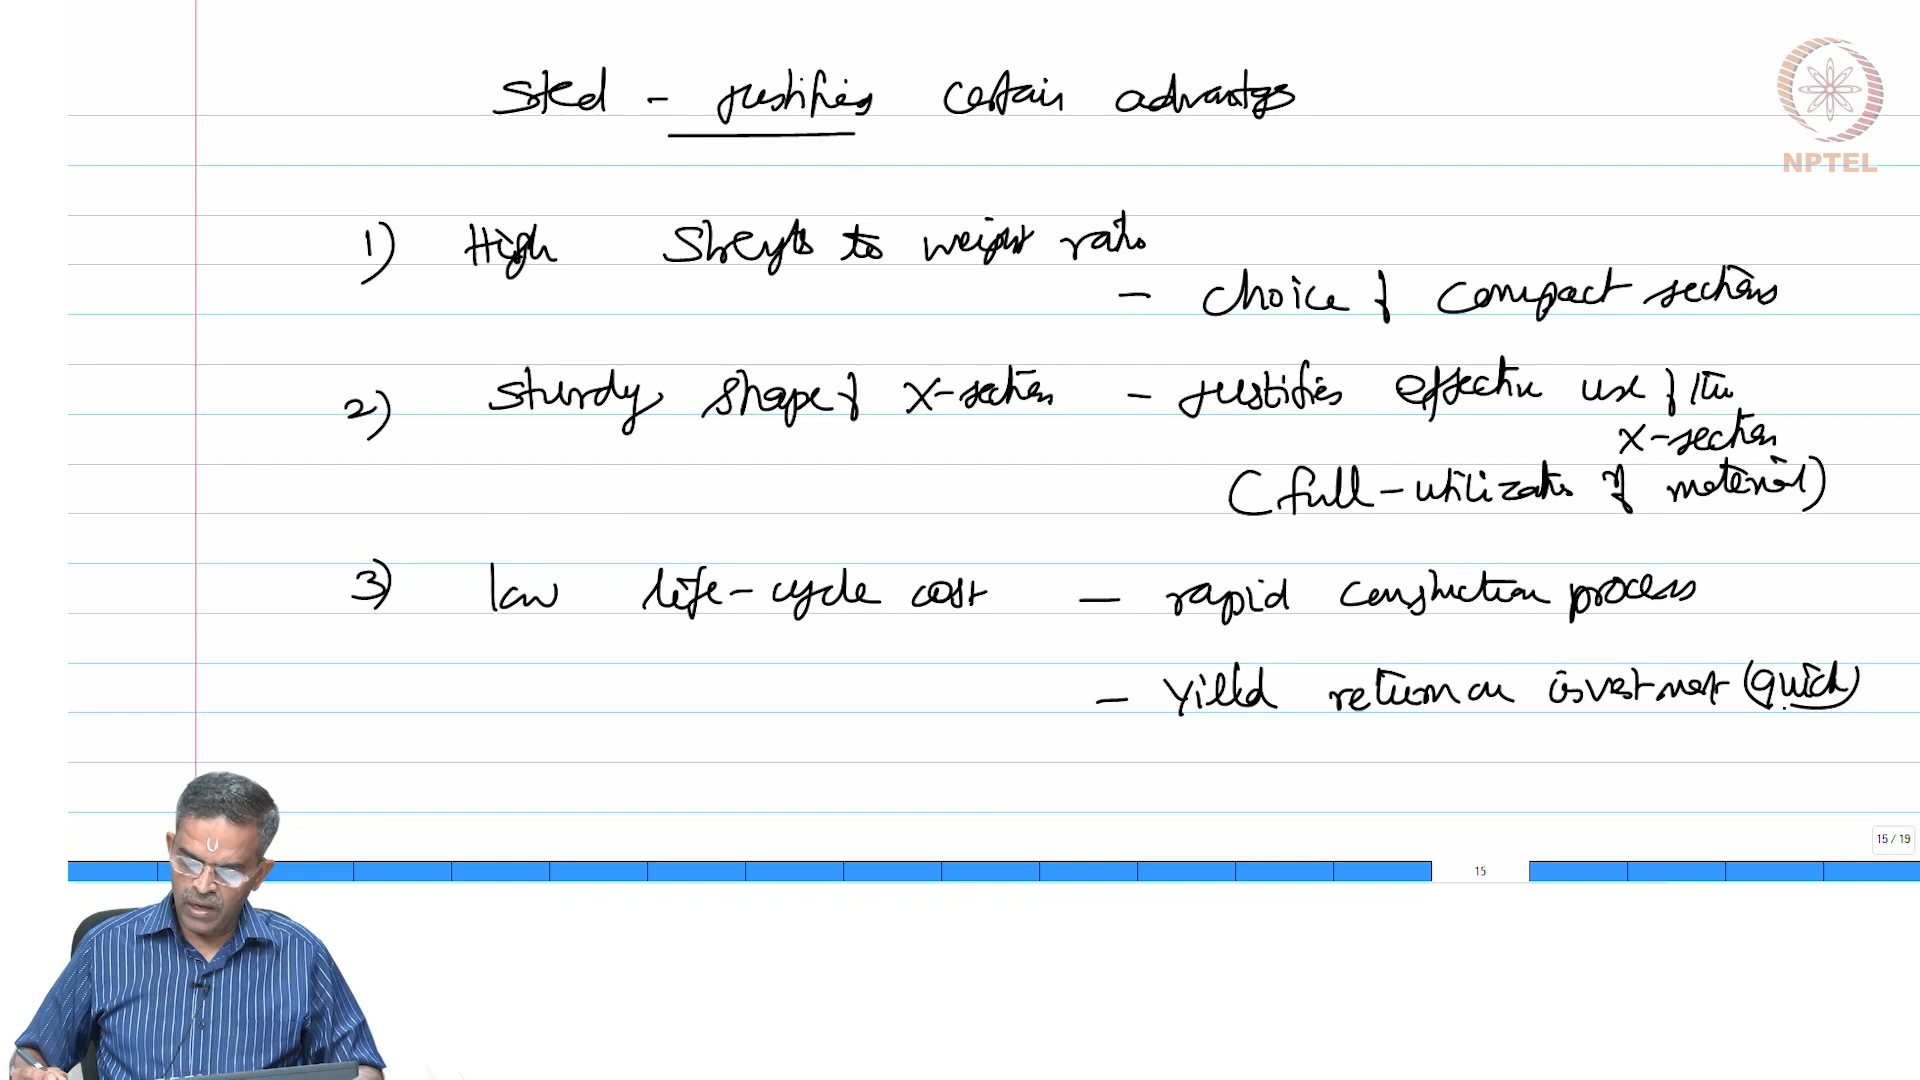 Steel - justifies certain advantages
NPTEL
1) High Strength to weight ratio
- choice of compact sections
2) Sturdy shape of X-section - justifies effective use of the
X-section
(full-utilization of material)
3) low life-cycle cost - rapid construction process
- Yield return on investment (quick)
15 / 19
15